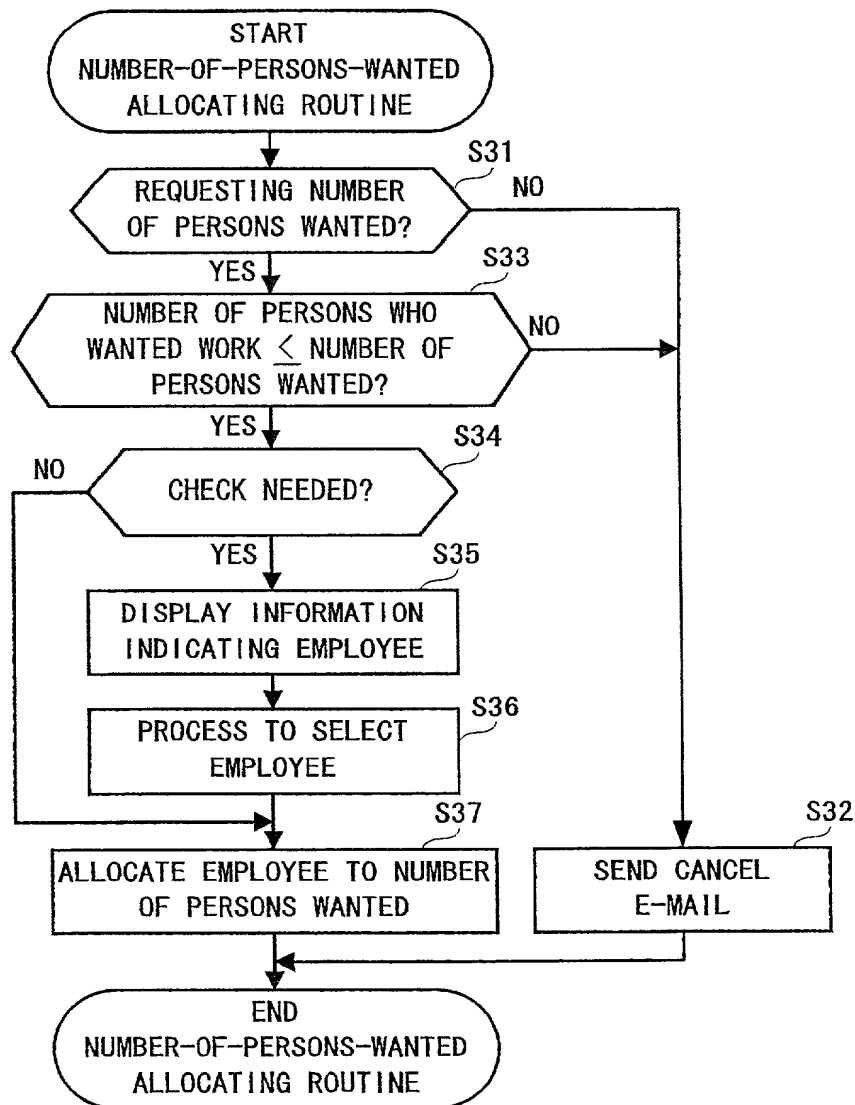 START
NUMBER-OF-PERSONS-WANTED
ALLOCATING ROUTINE
S31
REQUESTING NUMBER
OF PERSONS WANTED?
NO
YES
S33
NUMBER OF PERSONS WHO
WANTED WORK ≤ NUMBER OF
PERSONS WANTED?
NO
YES
S34
NO
CHECK NEEDED?
YES
S35
DISPLAY INFORMATION
INDICATING EMPLOYEE
S36
PROCESS TO SELECT
EMPLOYEE
S37
ALLOCATE EMPLOYEE TO NUMBER
OF PERSONS WANTED
S32
SEND CANCEL
E-MAIL
END
NUMBER-OF-PERSONS-WANTED
ALLOCATING ROUTINE